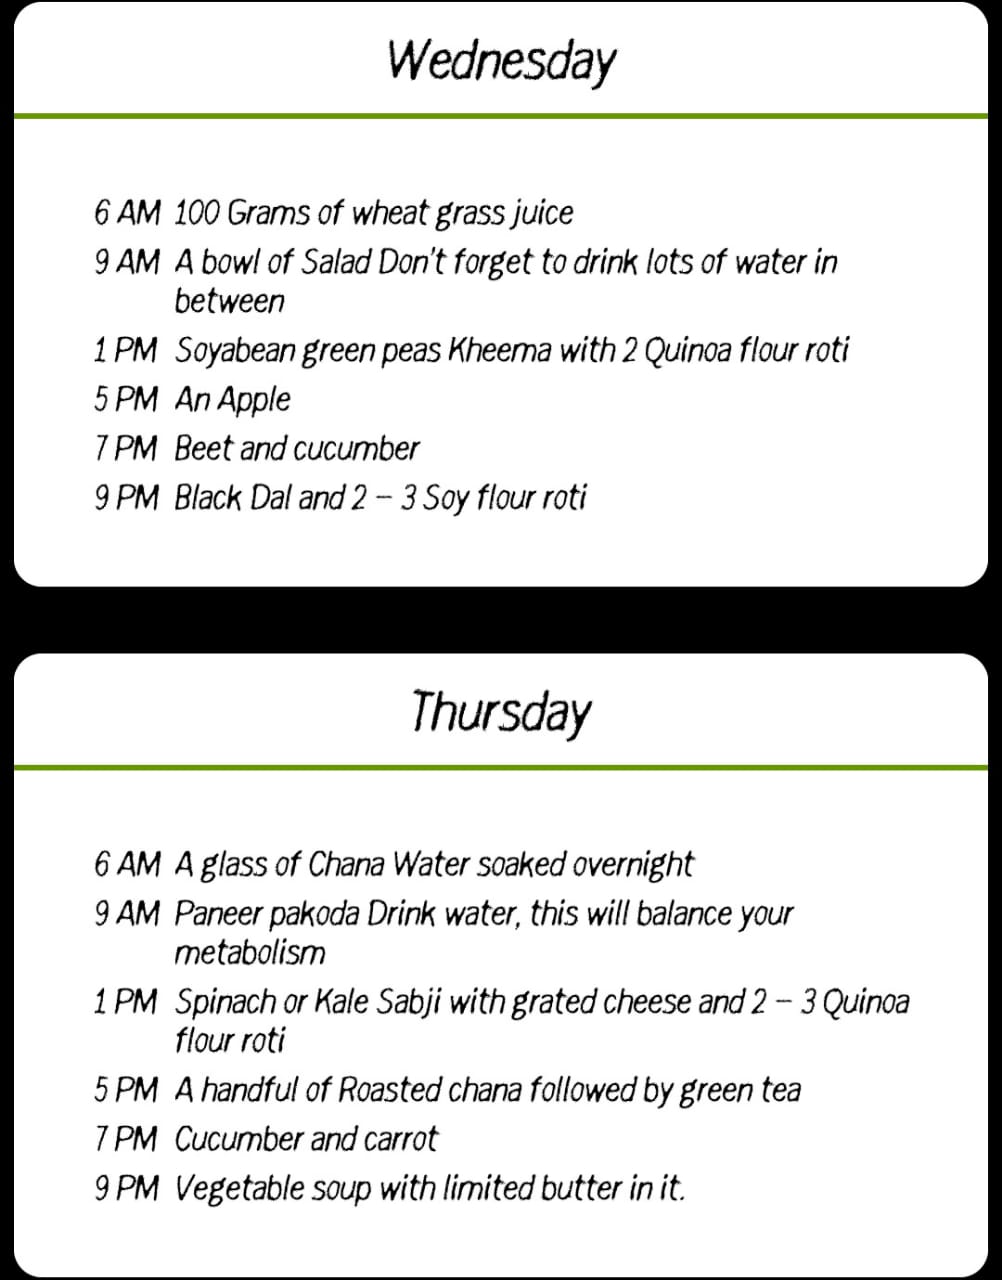 Wednesday
6 AM 100 Grams of wheat grass juice
9 AM A bowl of Salad Don't forget to drink lots of water in
between
1 PM Soyabean green peas Kheema with 2 Quinoa flour roti
5 PM An Apple
7 PM Beet and cucumber
9 PM Black Dal and 2 – 3 Soy flour roti
Thursday
6 AM A glass of Chana Water soaked overnight
9 AM Paneer pakoda Drink water, this will balance your
metabolism
1 PM Spinach or Kale Sabji with grated cheese and 2 – 3 Quinoa
flour roti
5 PM A handful of Roasted chana followed by green tea
7 PM Cucumber and carrot
9 PM Vegetable soup with limited butter in it.